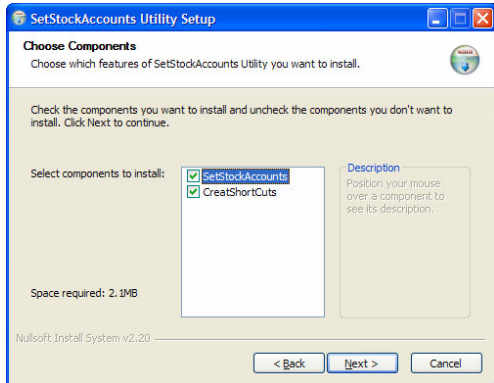 SetStockAccounts Utility Setup
Choose Components
Choose which features of SetStockAccounts Utility you want to install.
Check the components you want to install and uncheck the components you don't want to
install. Click Next to continue.
Select components to install:
SetStockAccounts
CreatShortCuts
Description
Position your mouse
over a component to
see its description.
Space required: 2.1MB
Nullsoft Install System v2.20
< Back
Next >
Cancel